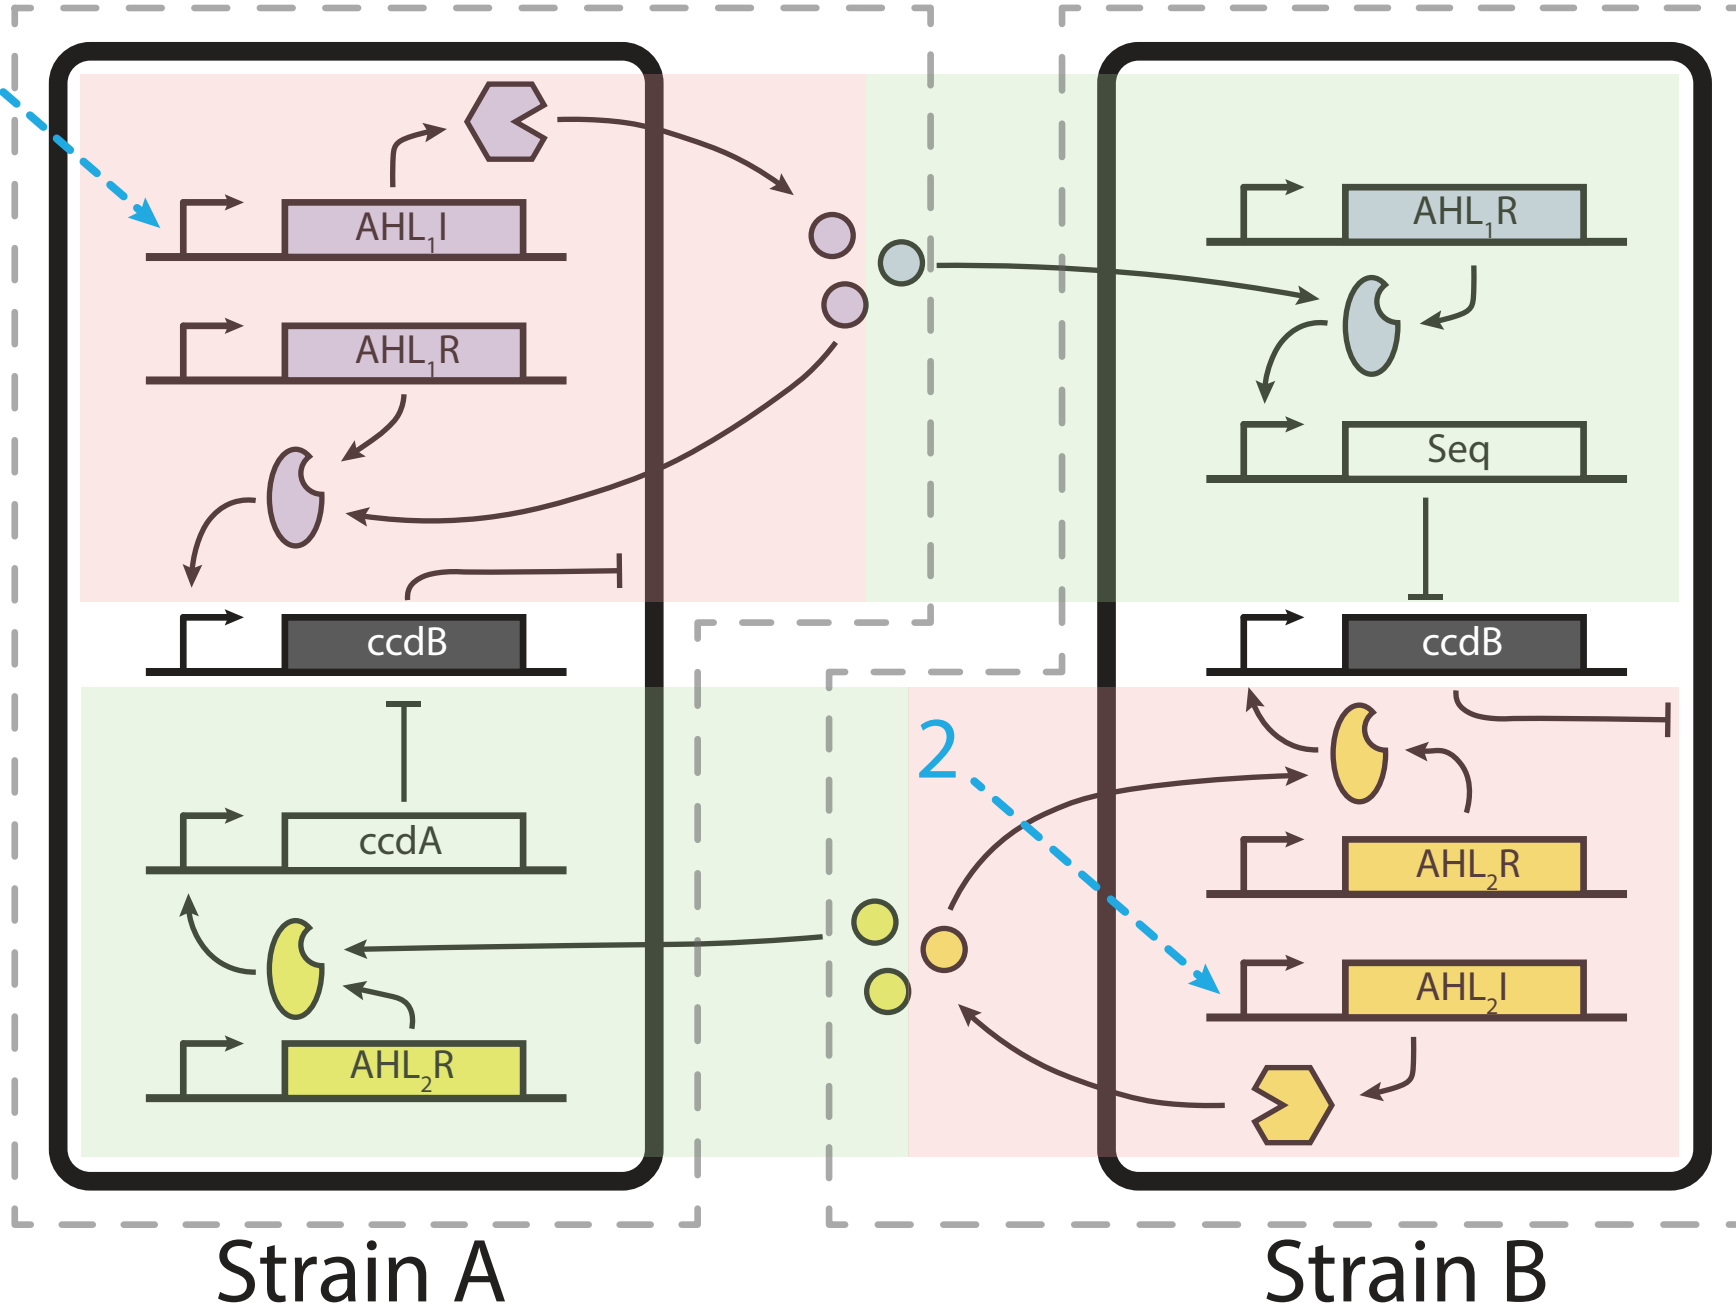 AHL₁I
AHL₁R
ccdB
ccdA
AHL₂R
AHL₁R
Seq
ccdB
2
AHL₂R
AHL₂I
Strain A
Strain B